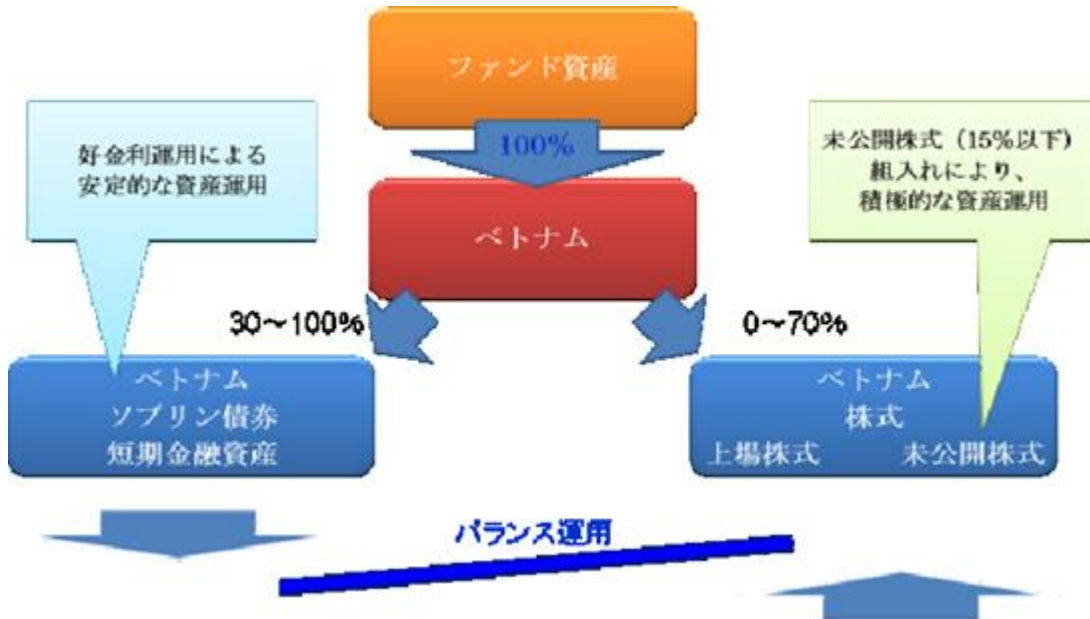 ファンド資産
100%
好金利運用による
安定的な資産運用
未公開株式（15%以下）
組入れにより、
積極的な資産運用
ベトナム
30～100%
0～70%
ベトナム
ソブリン債券
短期金融資産
ベトナム
株式
上場株式 未公開株式
バランス運用